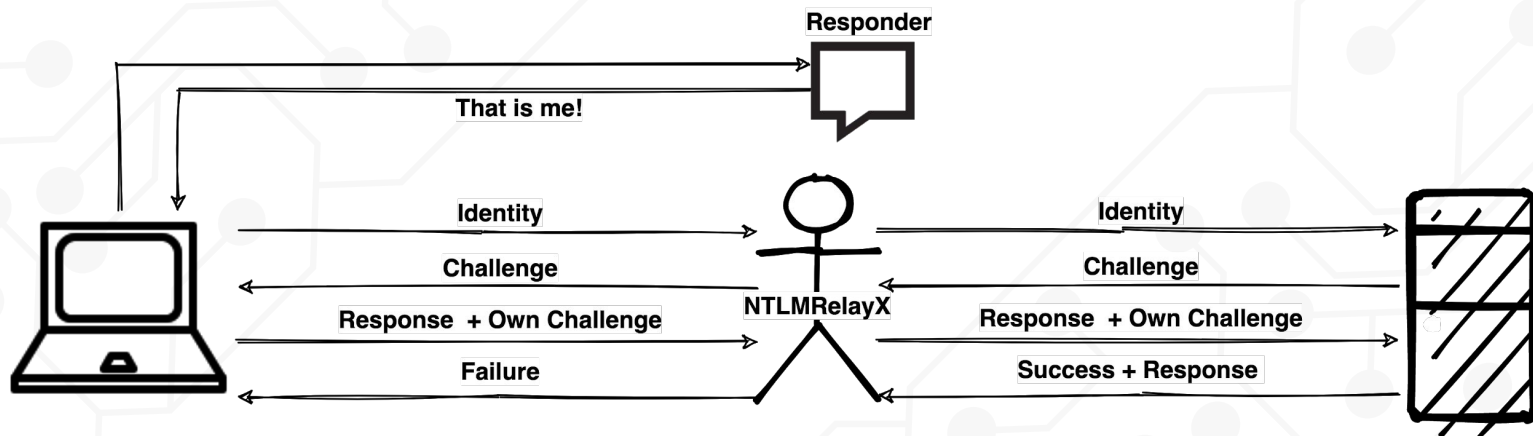 Responder
That is me!
Identity
Identity
Challenge
Challenge
NTLMRelayX
Response + Own Challenge
Response + Own Challenge
Failure
Success + Response